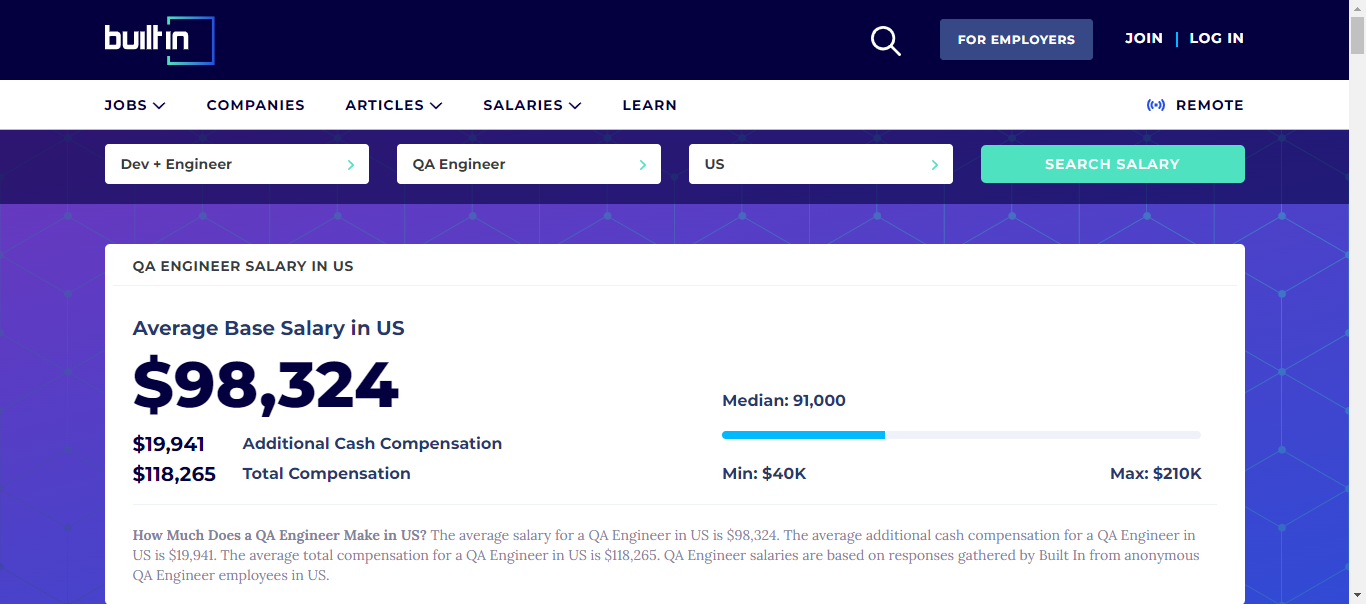 built in
FOR EMPLOYERS
JOIN | LOG IN
JOBS
COMPANIES
ARTICLES
SALARIES
LEARN
REMOTE
Dev + Engineer
QA Engineer
US
SEARCH SALARY
QA ENGINEER SALARY IN US
Average Base Salary in US
$98,324
$19,941 Additional Cash Compensation
$118,265 Total Compensation
Median: 91,000
Min: $40K
Max: $210K
How Much Does a QA Engineer Make in US? The average salary for a QA Engineer in US is $98,324. The average additional cash compensation for a QA Engineer in
US is $19,941. The average total compensation for a QA Engineer in US is $118,265. QA Engineer salaries are based on responses gathered by Built In from anonymous
QA Engineer employees in US.